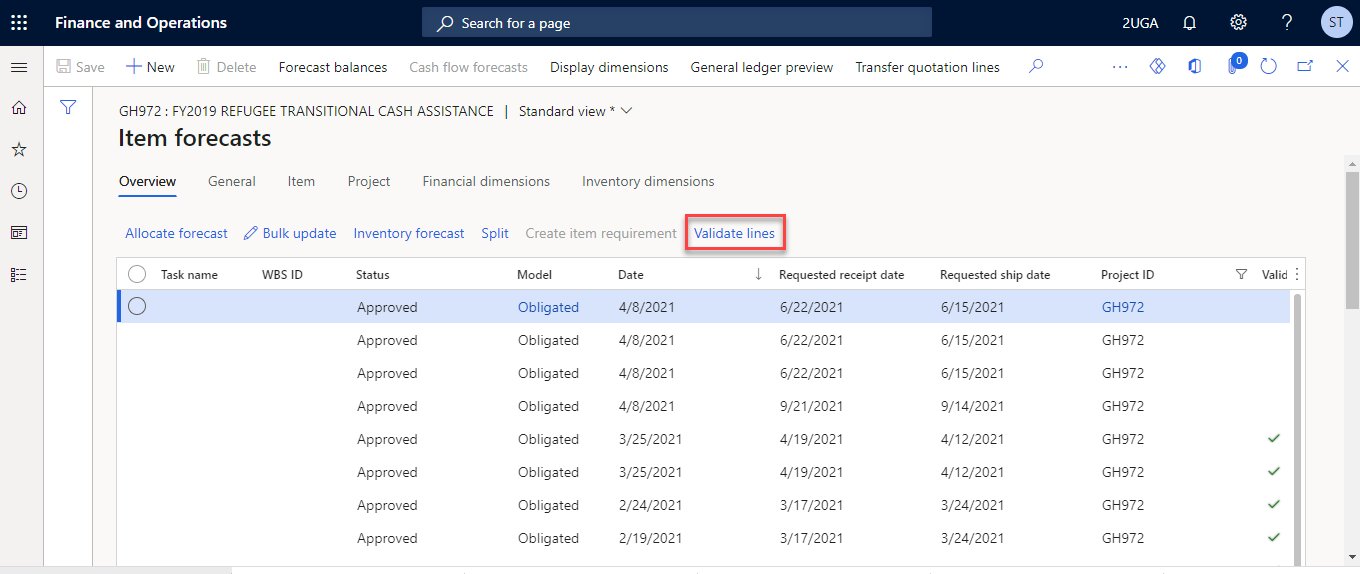 Finance and Operations
Search for a page
2UGA
?
ST
Save
New
Delete
Forecast balances
Cash flow forecasts
Display dimensions
General ledger preview
Transfer quotation lines
0
GH972 : FY2019 REFUGEE TRANSITIONAL CASH ASSISTANCE | Standard view *
Item forecasts
Overview General Item Project Financial dimensions Inventory dimensions
Allocate forecast Bulk update Inventory forecast Split Create item requirement Validate lines
Task name WBS ID Status Model Date Requested receipt date Requested ship date Project ID Valid
Approved Obligated 4/8/2021 6/22/2021 6/15/2021 GH972
Approved Obligated 4/8/2021 6/22/2021 6/15/2021 GH972
Approved Obligated 4/8/2021 6/22/2021 6/15/2021 GH972
Approved Obligated 4/8/2021 9/21/2021 9/14/2021 GH972
Approved Obligated 3/25/2021 4/19/2021 4/12/2021 GH972
Approved Obligated 3/25/2021 4/19/2021 4/12/2021 GH972
Approved Obligated 2/24/2021 3/17/2021 3/24/2021 GH972
Approved Obligated 2/19/2021 3/17/2021 3/24/2021 GH972